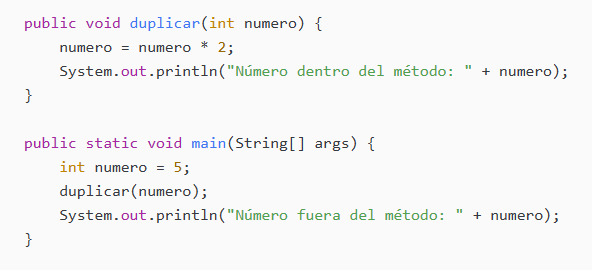 public void duplicar(int numero) {
    numero = numero * 2;
    System.out.println("Número dentro del método: " + numero);
}

public static void main(String[] args) {
    int numero = 5;
    duplicar(numero);
    System.out.println("Número fuera del método: " + numero);
}